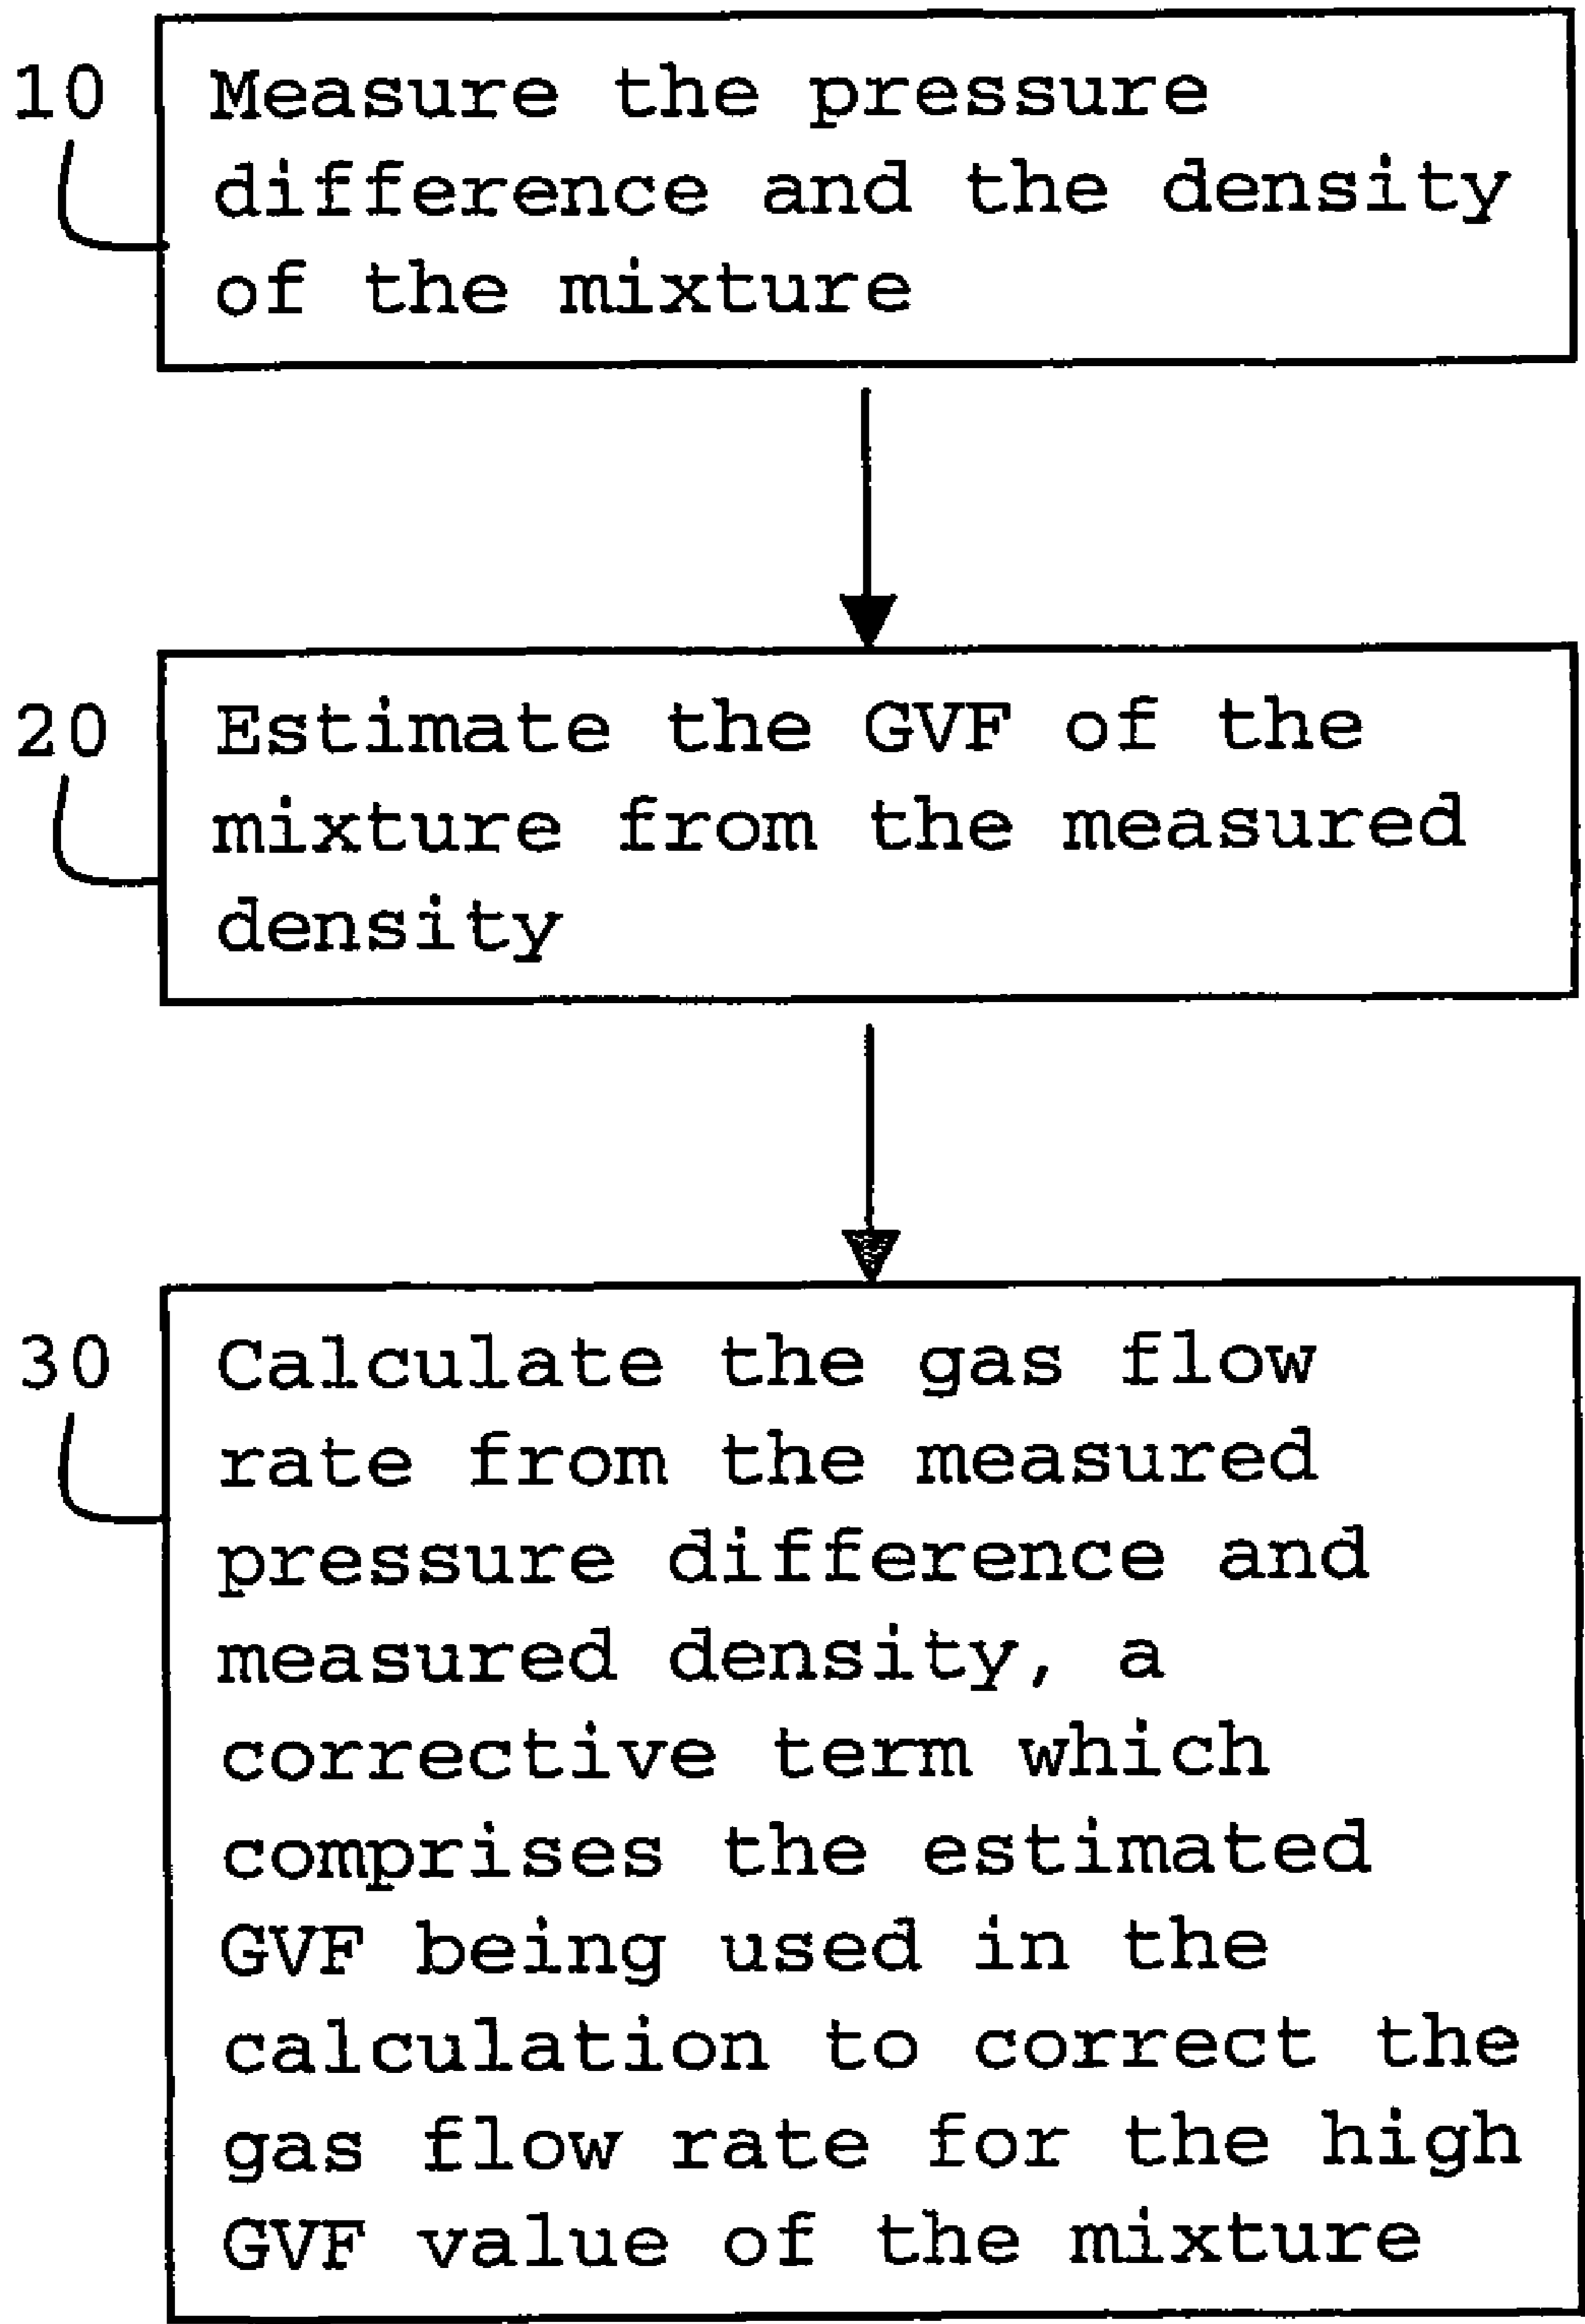 10
Measure the pressure
difference and the density
of the mixture
20
Estimate the GVF of the
mixture from the measured
density
30
Calculate the gas flow
rate from the measured
pressure difference and
measured density, a
corrective term which
comprises the estimated
GVF being used in the
calculation to correct the
gas flow rate for the high
GVF value of the mixture